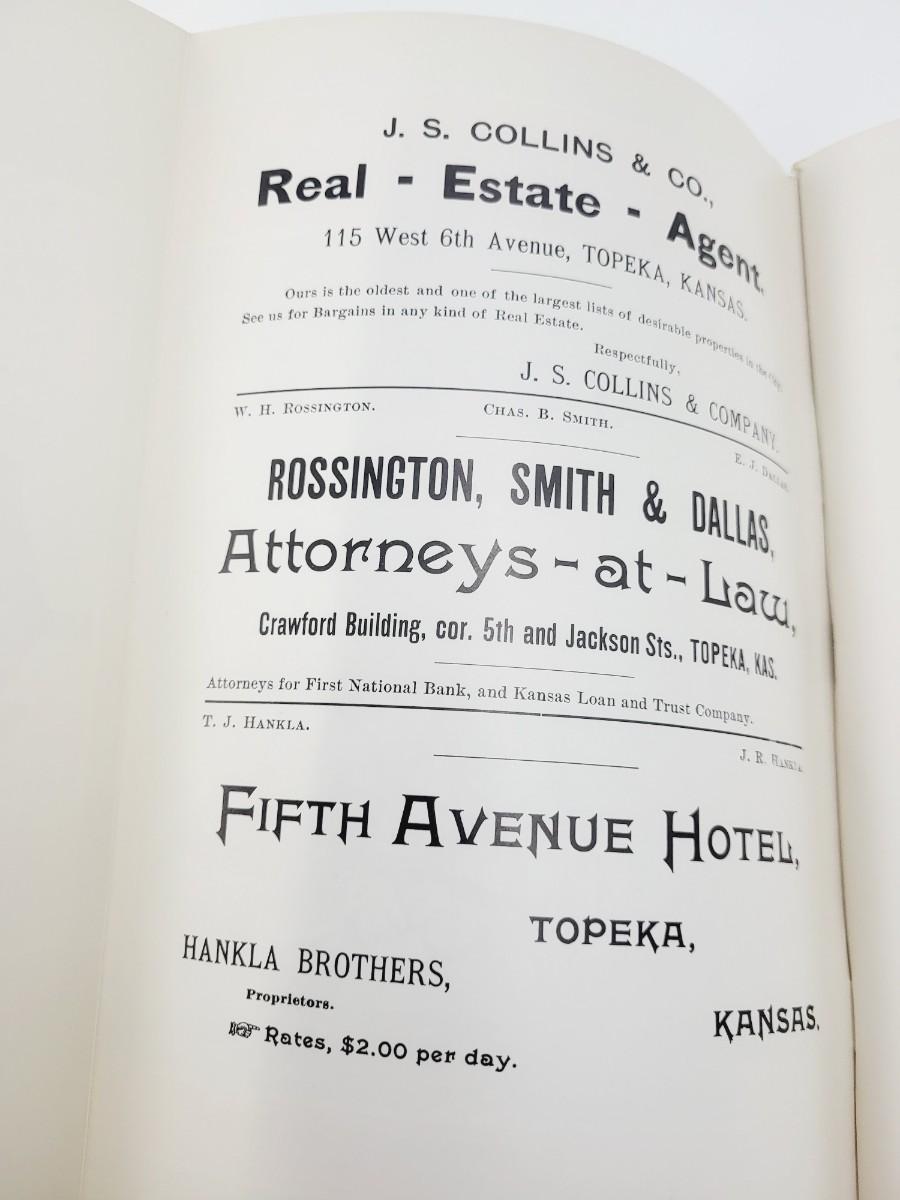 J. S. COLLINS & CO.,
Real - Estate - Agent.
115 West 6th Avenue, TOPEKA, KANSAS.
Ours is the oldest and one of the largest lists of desirable properties in the City.
See us for Bargains in any kind of Real Estate.
Respectfully,
J. S. COLLINS & COMPANY.
W. H. ROSSINGTON. CHAS. B. SMITH. E. J. DALLAS.
ROSSINGTON, SMITH & DALLAS,
Attorneys-at-Law,
Crawford Building, cor. 5th and Jackson Sts., TOPEKA, KAS.
Attorneys for First National Bank, and Kansas Loan and Trust Company.
T. J. HANKLA. J. R. HANKLA.
FIFTH AVENUE HOTEL,
TOPEKA,
HANKLA BROTHERS,
Proprietors.
KANSAS.
☞ Rates, $2.00 per day.